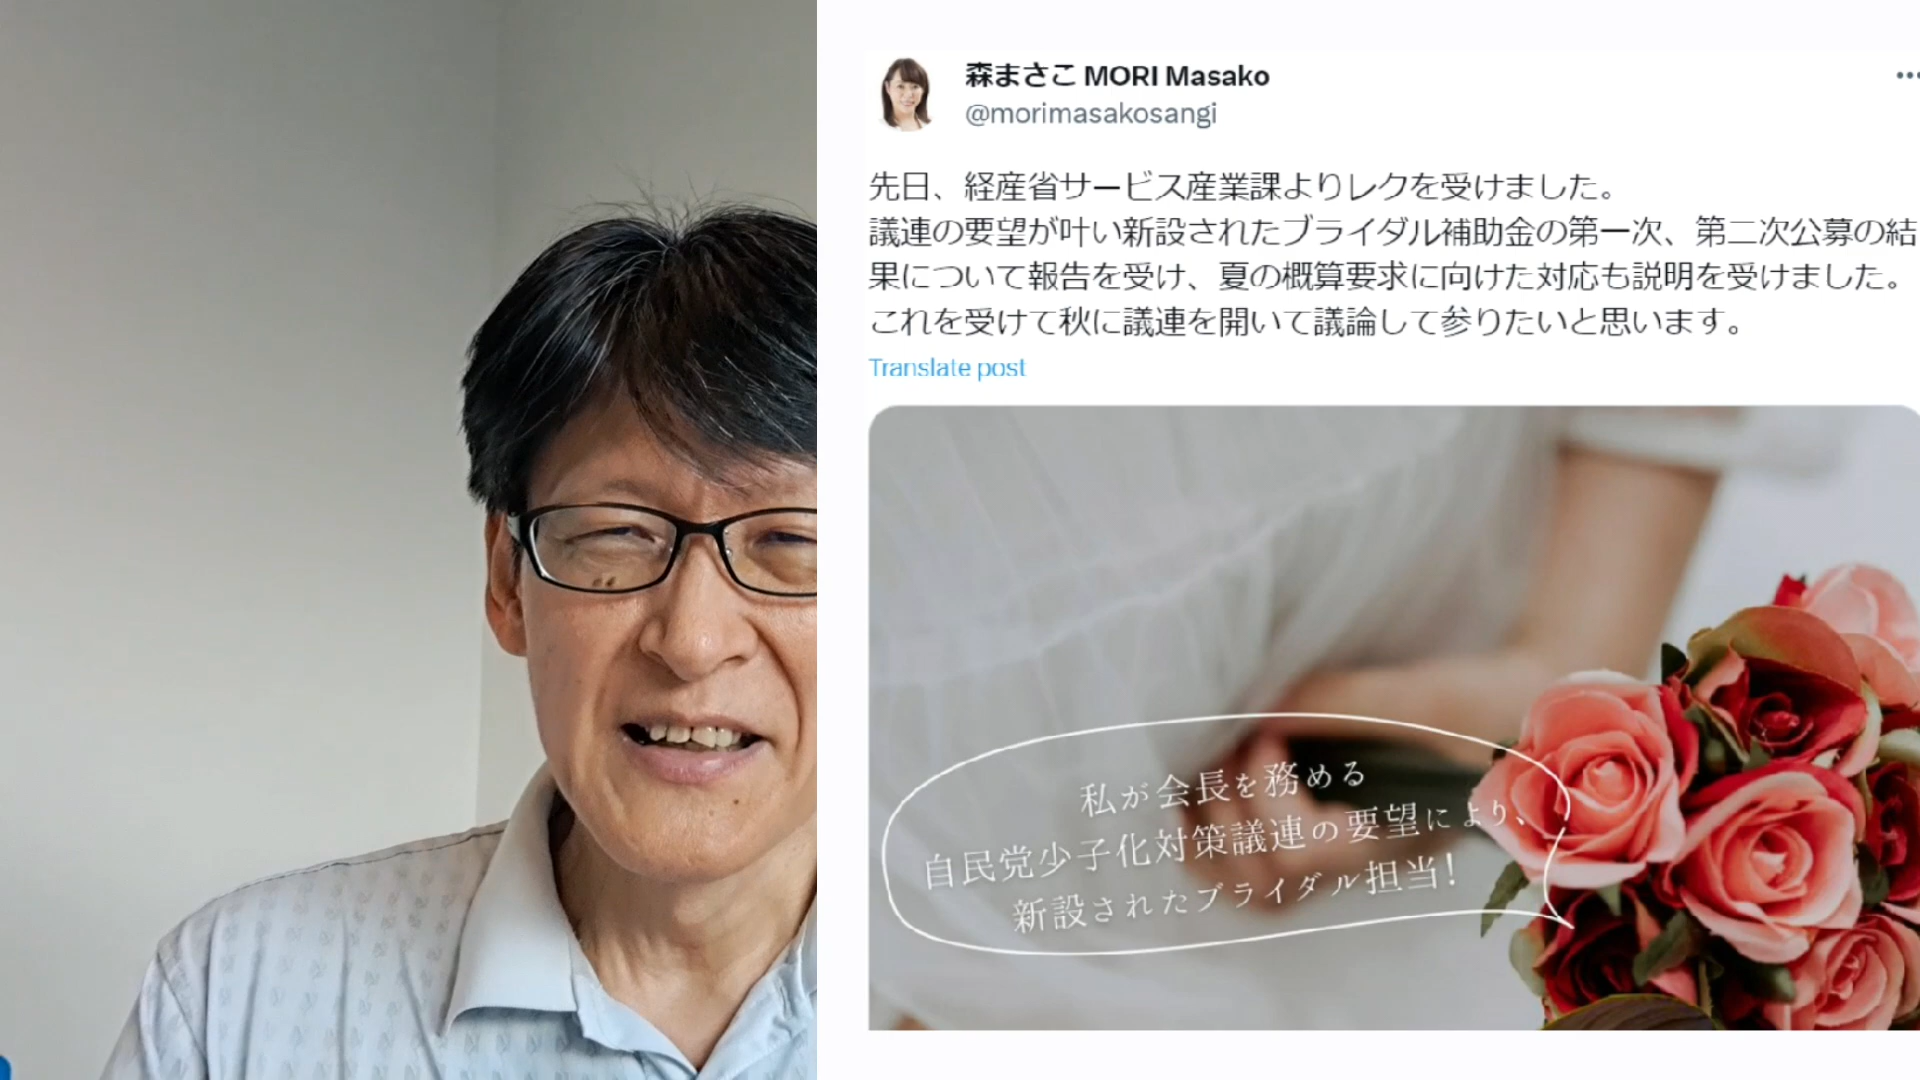 森まさこ MORI Masako
@morimasakosangi
先日、経産省サービス産業課よりレクを受けました。
議連の要望が叶い新設されたブライダル補助金の第一次、第二次公募の結
果について報告を受け、夏の概算要求に向けた対応も説明を受けました。
これを受けて秋に議連を開いて議論して参りたいと思います。
Translate post
私が会長を務める
自民党少子化対策議連の要望により、
新設されたブライダル担当!